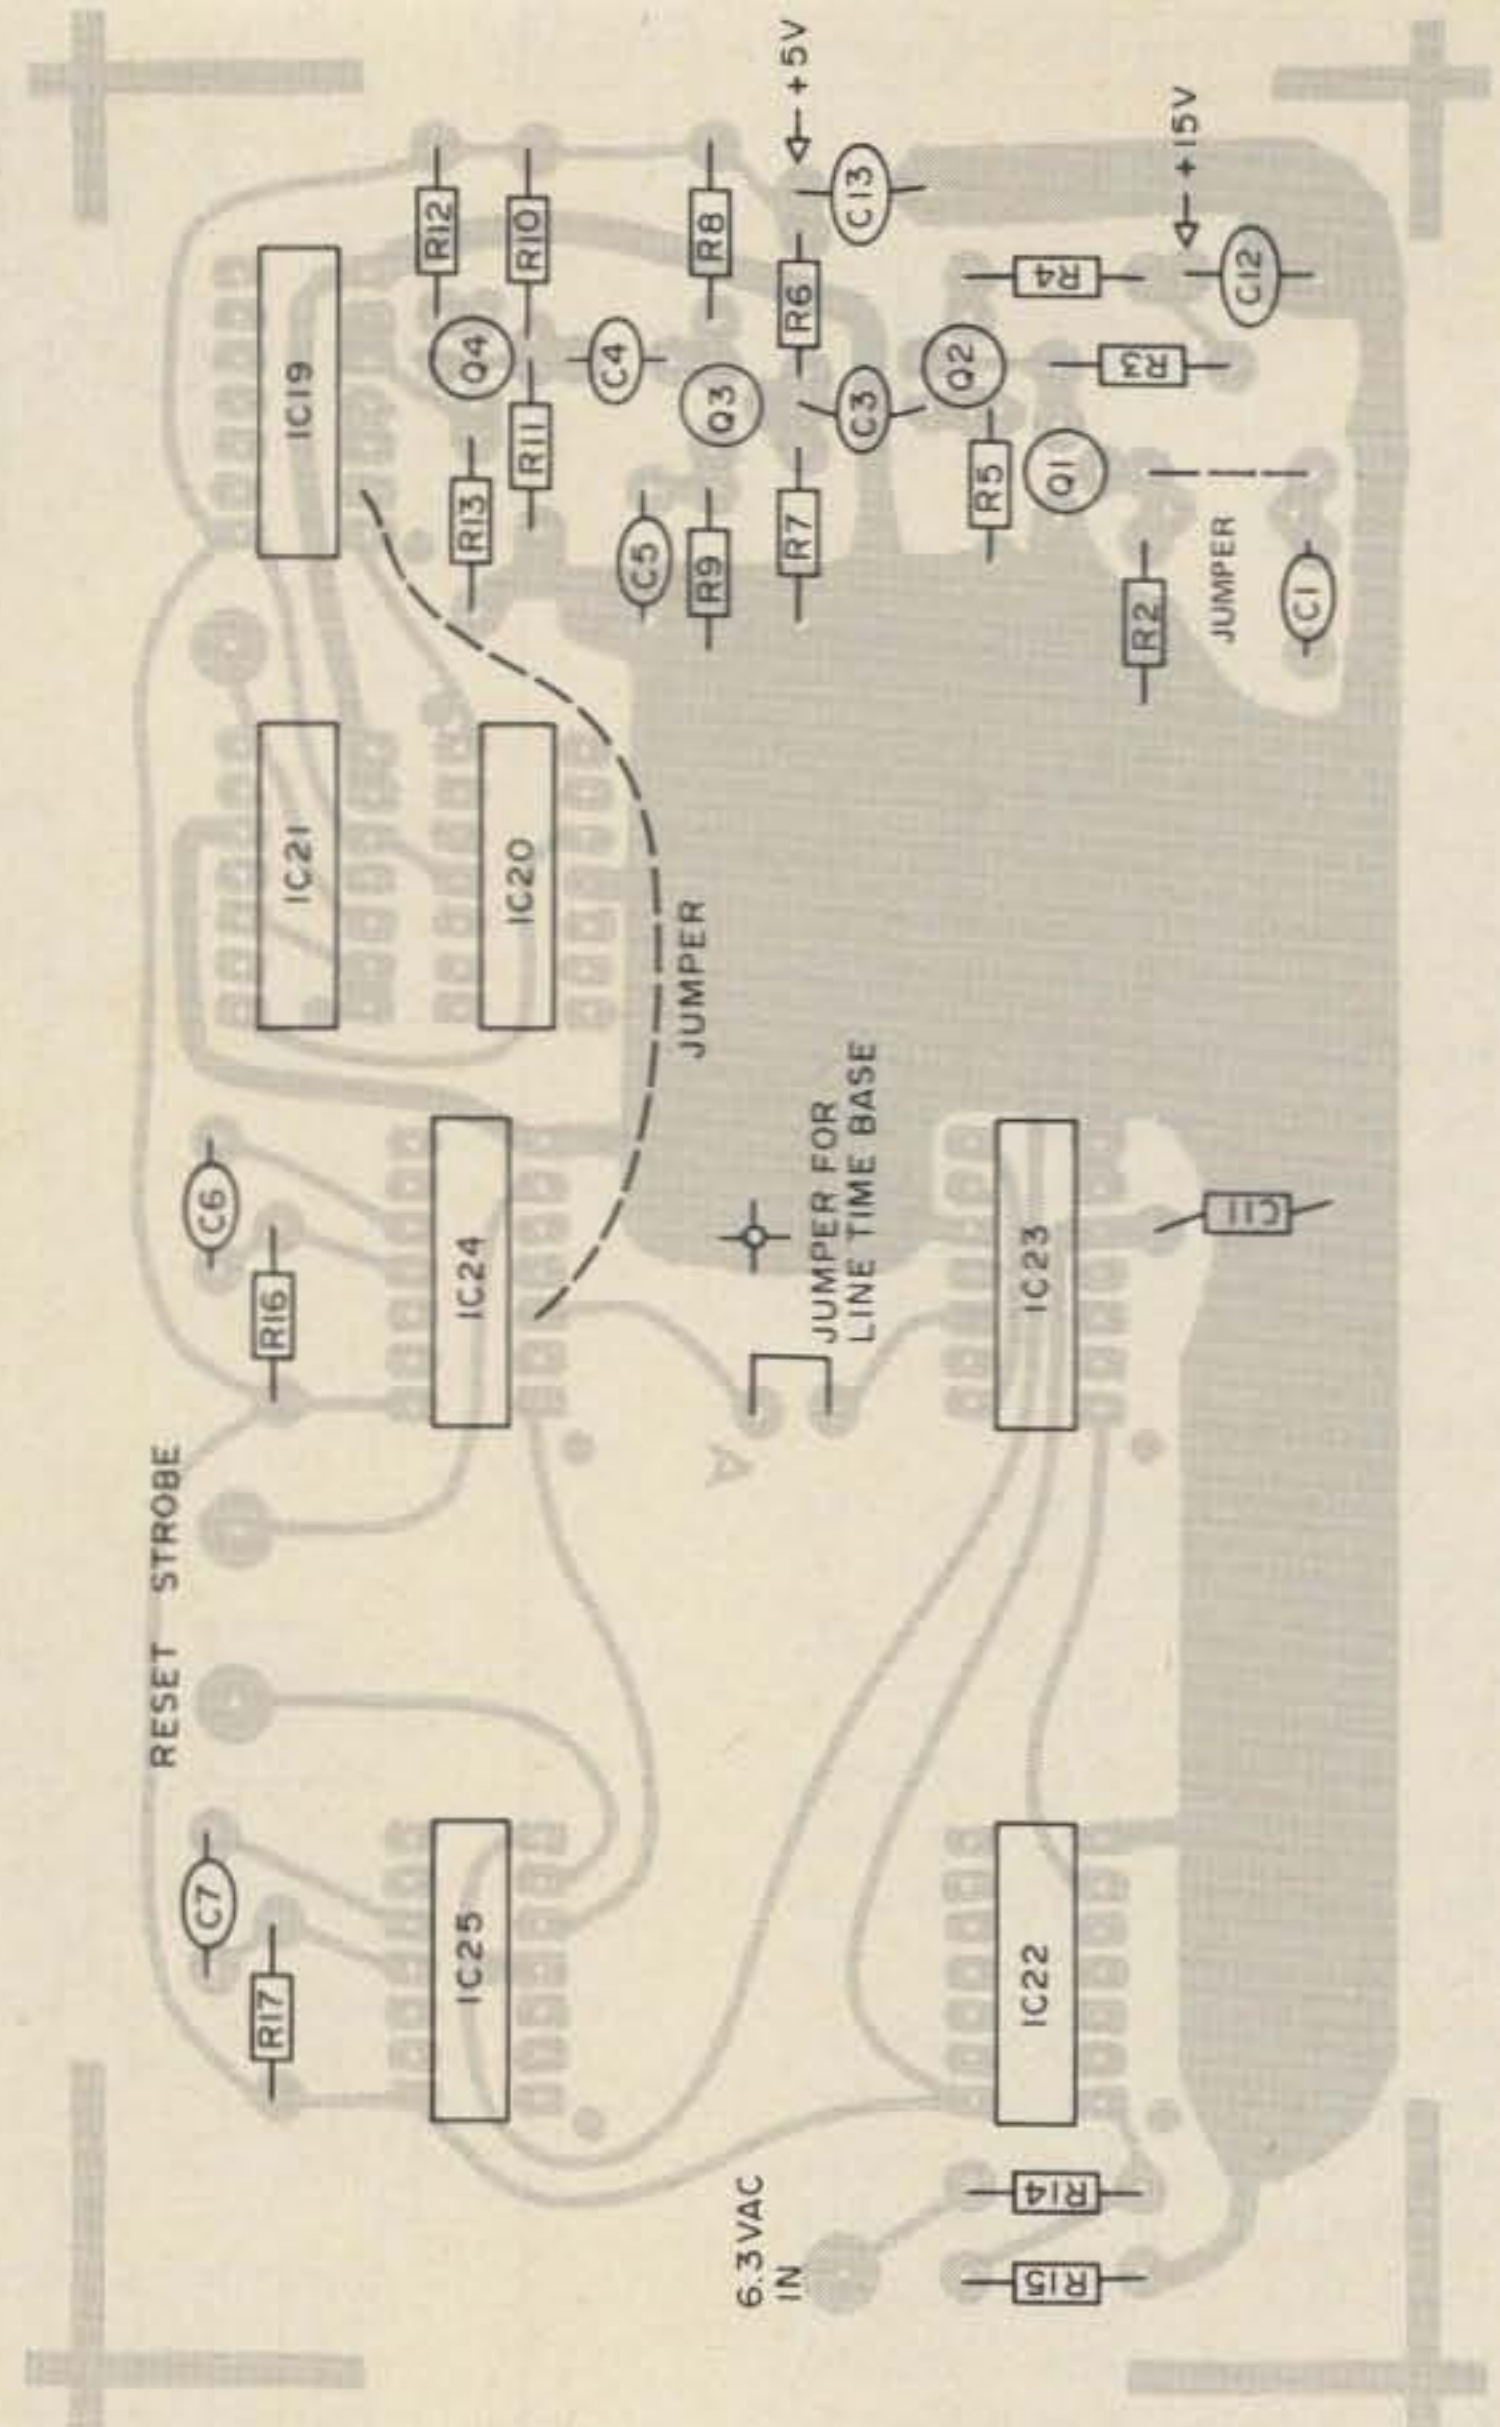 +5V
+15V
R12
R10
R8
C13
R6
R4
C12
IC19
Q4
C4
Q3
C3
Q2
R3
R11
R13
C5
R9
R7
R5
Q1
R2
JUMPER
C1
IC21
IC20
JUMPER
C6
R16
IC24
JUMPER FOR
LINE TIME BASE
IC23
C11
A
RESET STROBE
C7
R17
IC25
IC22
6.3 VAC
IN
R14
R15